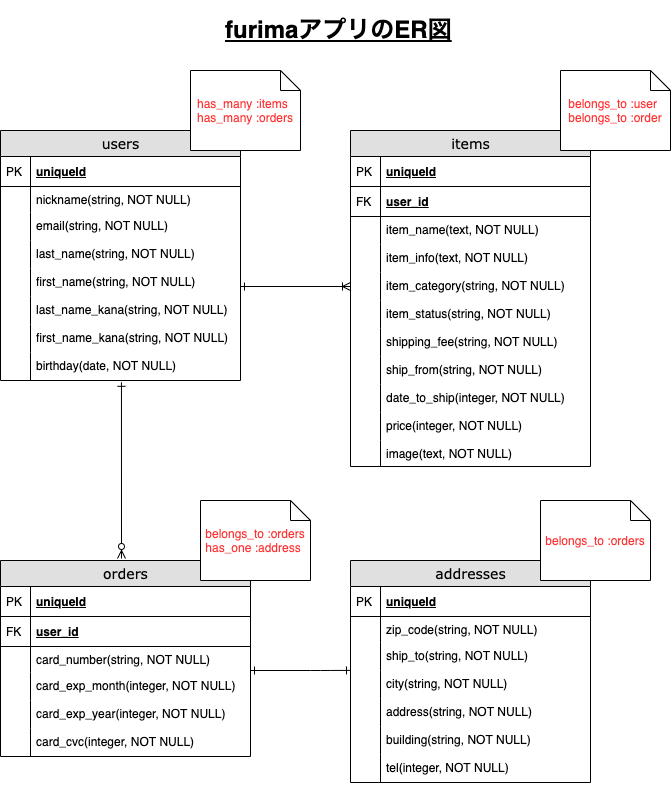 furimaアプリのER図
has_many :items
has_many :orders
users
PK uniqueId
nickname(string, NOT NULL)
email(string, NOT NULL)
last_name(string, NOT NULL)
first_name(string, NOT NULL)
last_name_kana(string, NOT NULL)
first_name_kana(string, NOT NULL)
birthday(date, NOT NULL)
belongs_to :user
belongs_to :order
items
PK uniqueId
FK user_id
item_name(text, NOT NULL)
item_info(text, NOT NULL)
item_category(string, NOT NULL)
item_status(string, NOT NULL)
shipping_fee(string, NOT NULL)
ship_from(string, NOT NULL)
date_to_ship(integer, NOT NULL)
price(integer, NOT NULL)
image(text, NOT NULL)
belongs_to :orders
has_one :address
orders
PK uniqueId
FK user_id
card_number(string, NOT NULL)
card_exp_month(integer, NOT NULL)
card_exp_year(integer, NOT NULL)
card_cvc(integer, NOT NULL)
belongs_to :orders
addresses
PK uniqueId
zip_code(string, NOT NULL)
ship_to(string, NOT NULL)
city(string, NOT NULL)
address(string, NOT NULL)
building(string, NOT NULL)
tel(integer, NOT NULL)